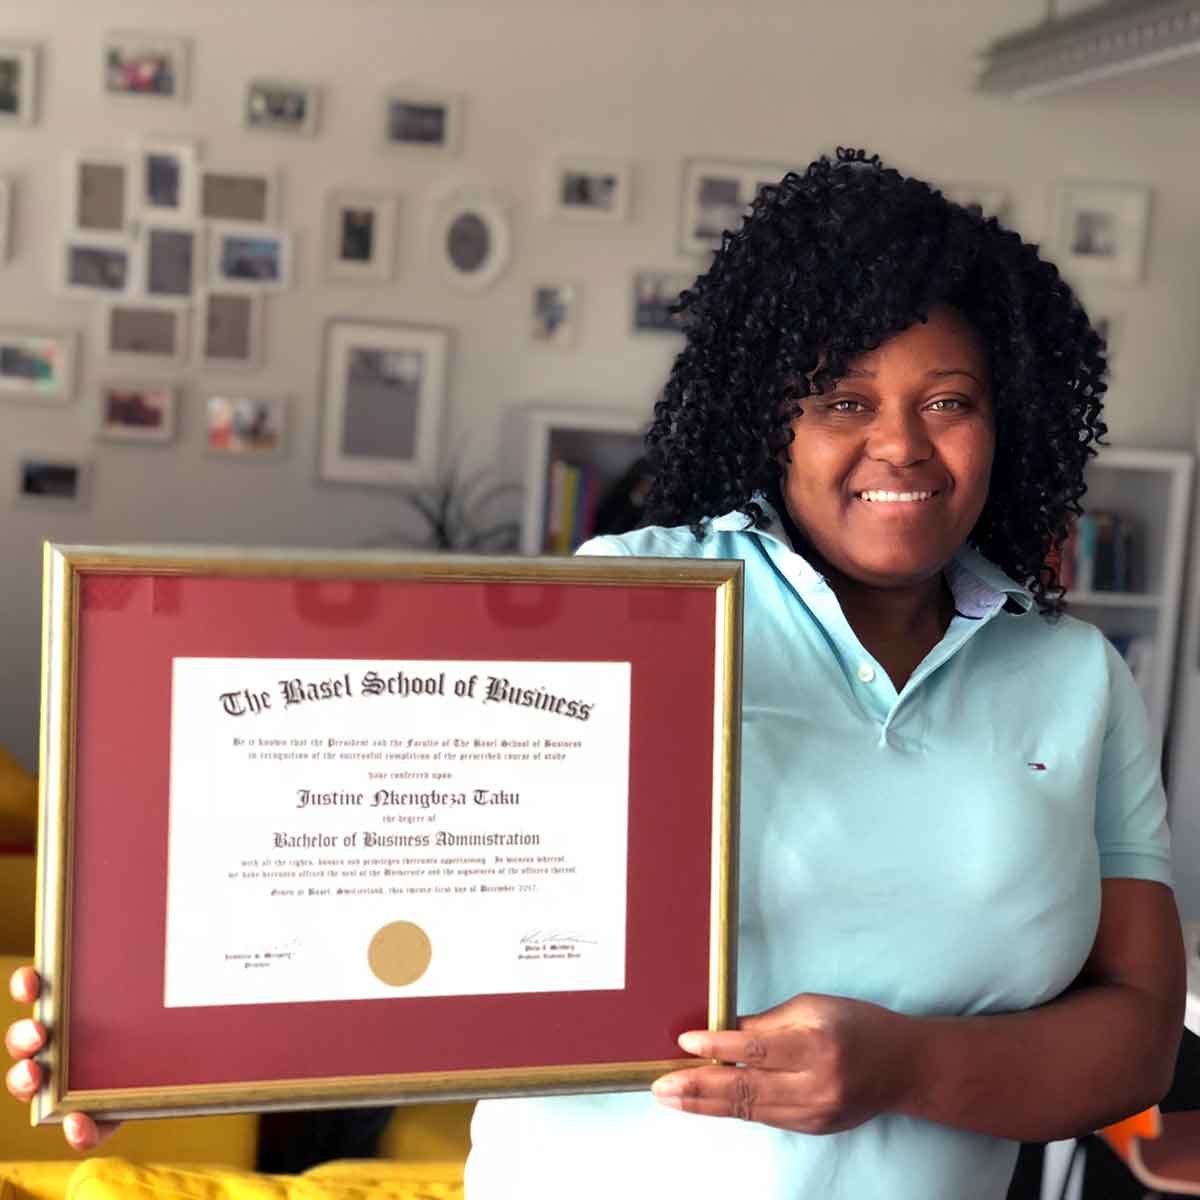 The Basel School of Business
Be it known that the President and the Faculty of The Basel School of Business
in recognition of the successful completion of the prescribed course of study
have conferred upon
Justine Nkengbeza Taku
the degree of
Bachelor of Business Administration
with all the rights, honors and privileges thereunto appertaining. In witness whereof,
we have hereunto affixed the seal of the University and the signatures of the officers thereof.
Given at Basel, Switzerland, this twenty-first day of December 2017.
President